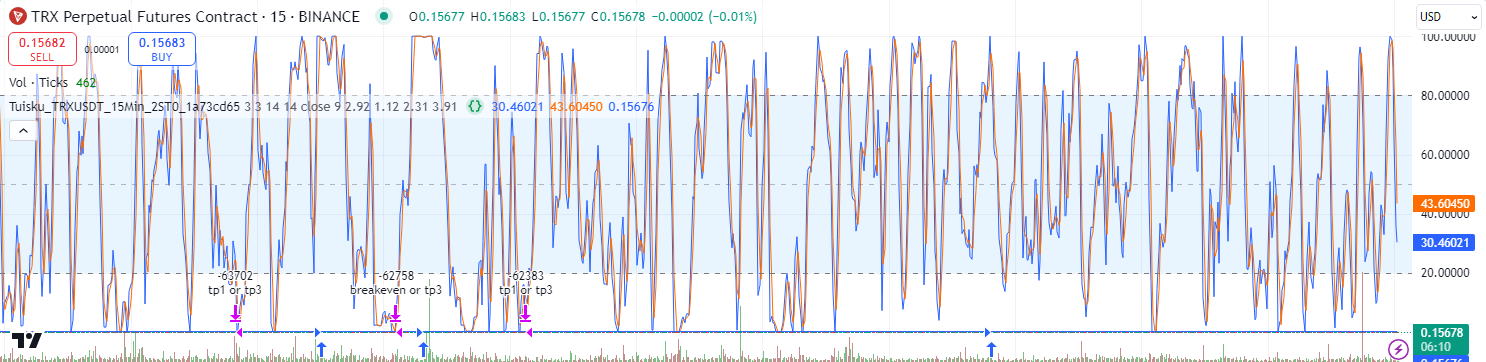 TRX Perpetual Futures Contract · 15 · BINANCE O0.15677 H0.15683 L0.15677 C0.15678 −0.00002 (−0.01%)
USD
0.15682
SELL
0.00001
0.15683
BUY
Vol · Ticks 462
Tuisku_TRXUSDT_15Min_2ST0_1a73cd65 3 3 14 14 close 9 2.92 1.12 2.31 3.91 30.46021 43.60450 0.15676
100.00000
80.00000
60.00000
43.60450
40.00000
30.46021
20.00000
-63702
tp1 or tp3
-62758
breakeven or tp3
-62383
tp1 or tp3
0.15678
06:10
0.15676